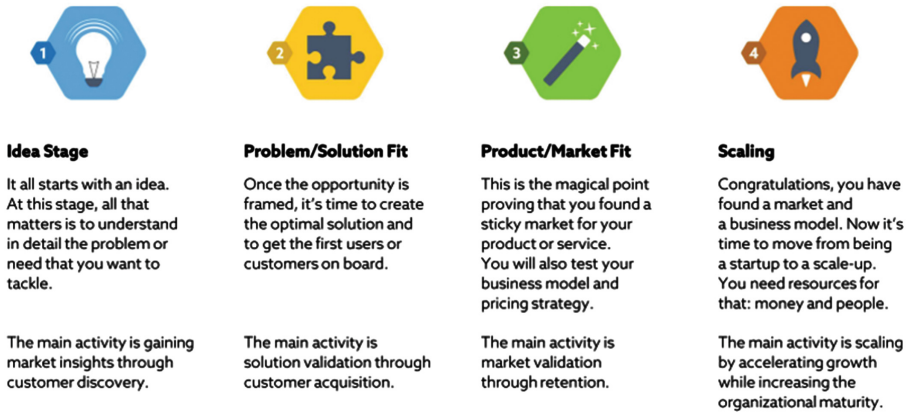 1
Idea Stage
It all starts with an idea.
At this stage, all that
matters is to understand
in detail the problem or
need that you want to
tackle.
The main activity is gaining
market insights through
customer discovery.
2
Problem/Solution Fit
Once the opportunity is
framed, it's time to create
the optimal solution and
to get the first users or
customers on board.
The main activity is
solution validation through
customer acquisition.
3
Product/Market Fit
This is the magical point
proving that you found a
sticky market for your
product or service.
You will also test your
business model and
pricing strategy.
The main activity is
market validation
through retention.
4
Scaling
Congratulations, you have
found a market and
a business model. Now it's
time to move from being
a startup to a scale-up.
You need resources for
that: money and people.
The main activity is scaling
by accelerating growth
while increasing the
organizational maturity.